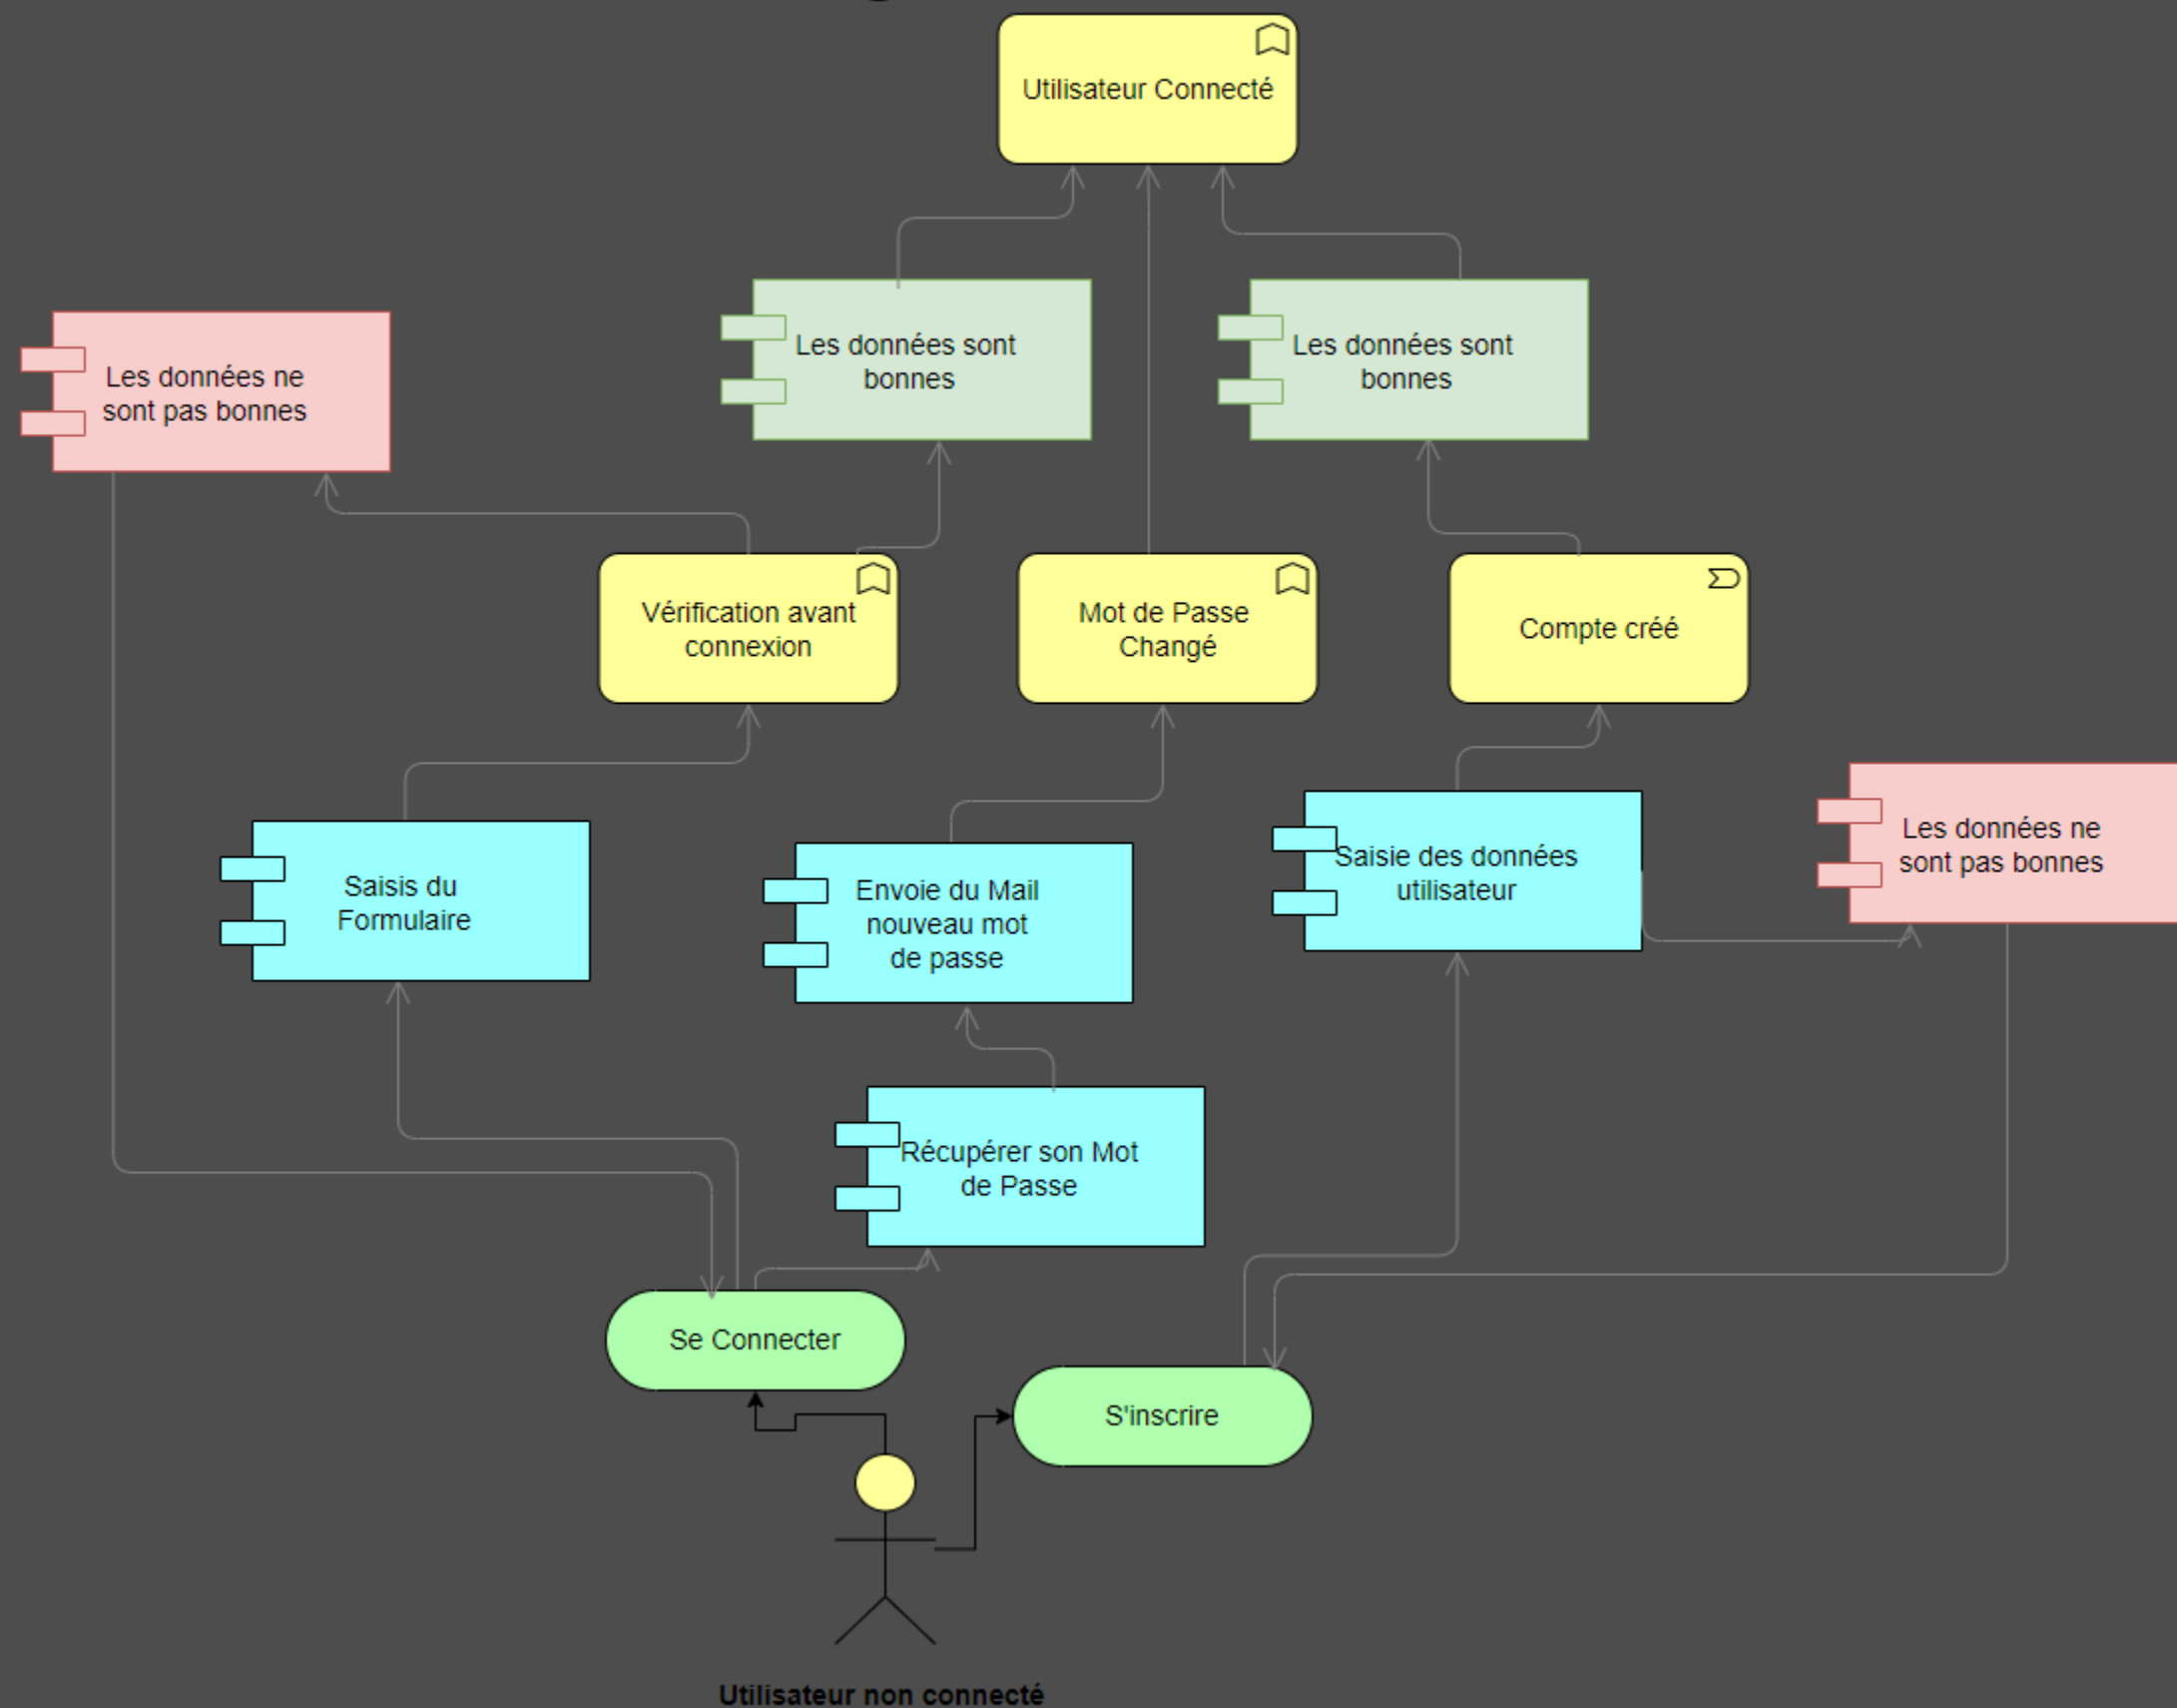 Utilisateur Connecté
Les données ne
sont pas bonnes
Les données sont
bonnes
Les données sont
bonnes
Vérification avant
connexion
Mot de Passe
Changé
Compte créé
Saisis du
Formulaire
Envoie du Mail
nouveau mot
de passe
Saisie des données
utilisateur
Les données ne
sont pas bonnes
Récupérer son Mot
de Passe
Se Connecter
S'inscrire
Utilisateur non connecté